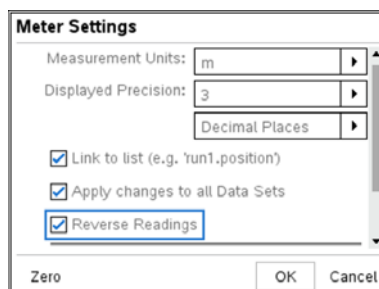 Meter Settings
Measurement Units: m
Displayed Precision: 3
Decimal Places
Link to list (e.g. 'run1.position')
Apply changes to all Data Sets
Reverse Readings
Zero OK Cancel